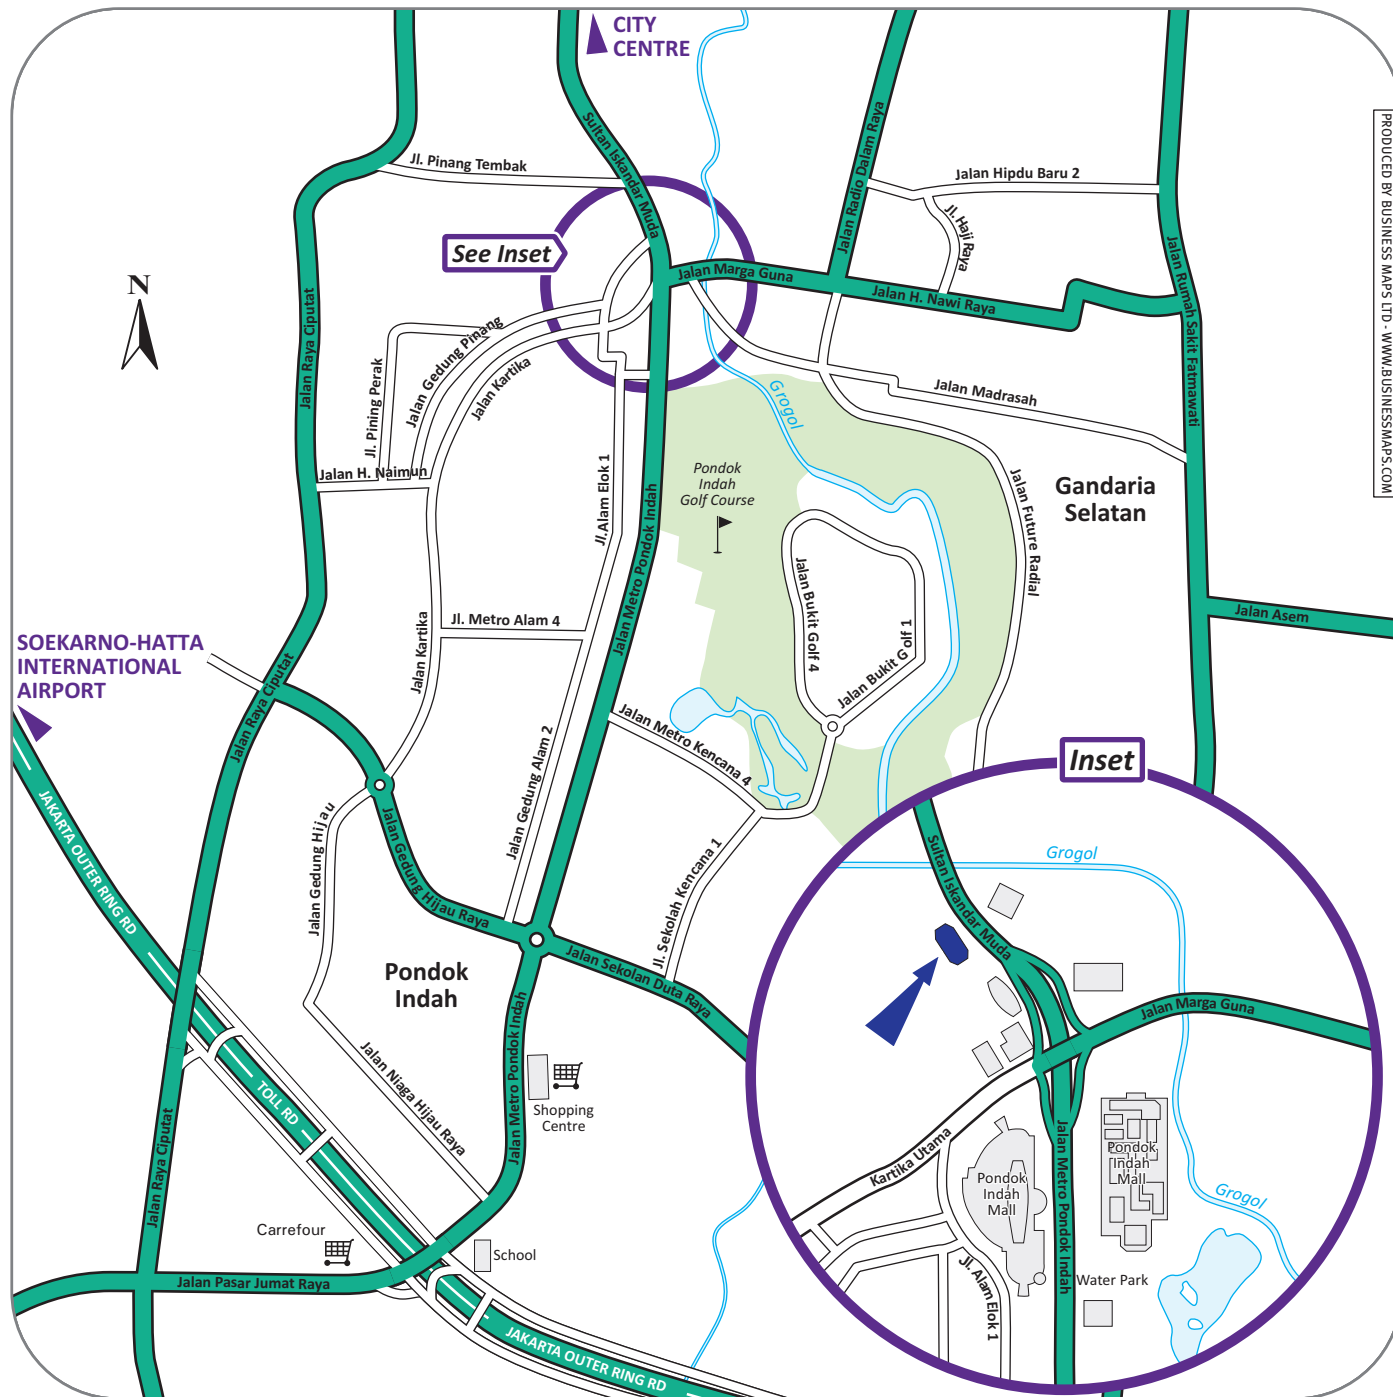 CITY
CENTRE
PRODUCED BY BUSINESS MAPS LTD - WWW.BUSINESSMAPS.COM
Sultan Iskandar Muda
Jl. Pinang Tembak
Jalan Radio Dalam Raya
Jalan Hipdu Baru 2
Jl. Haji Raya
See Inset
Jalan Marga Guna
Jalan H. Nawi Raya
Jalan Rumah Sakit Fatmawati
N
Jalan Raya Ciputat
Jl. Pining Perak
Jalan Gedung Pinang
Jalan Kartika
Grogol
Jalan Madrasah
Jalan H. Naimun
Jl.Alam Elok 1
Jalan Metro Pondok Indah
Pondok
Indah
Golf Course
Jalan Future Radial
Gandaria
Selatan
Jalan Bukit Golf 4
Jalan Bukit G olf 1
Jalan Asem
Jl. Metro Alam 4
Jalan Kartika
SOEKARNO-HATTA
INTERNATIONAL
AIRPORT
Jalan Raya Ciputat
Jalan Metro Kencana 4
Jalan Gedung Alam 2
Jalan Gedung Hijau
Jalan Gedung Hijau Raya
JAKARTA OUTER RING RD
Jl. Sekolah Kencana 1
Jalan Sekolan Duta Raya
Pondok
Indah
Jalan Metro Pondok Indah
Jalan Niaga Hijau Raya
TOLL RD
Shopping
Centre
Jalan Raya Ciputat
Carrefour
School
Jalan Pasar Jumat Raya
JAKARTA OUTER RING RD
Inset
Grogol
Sultan Iskandar Muda
Jalan Marga Guna
Kartika Utama
Pondok
Indah
Mall
Jalan Metro Pondok Indah
Pondok
Indah
Mall
Grogol
Water Park
Jl. Alam Elok 1